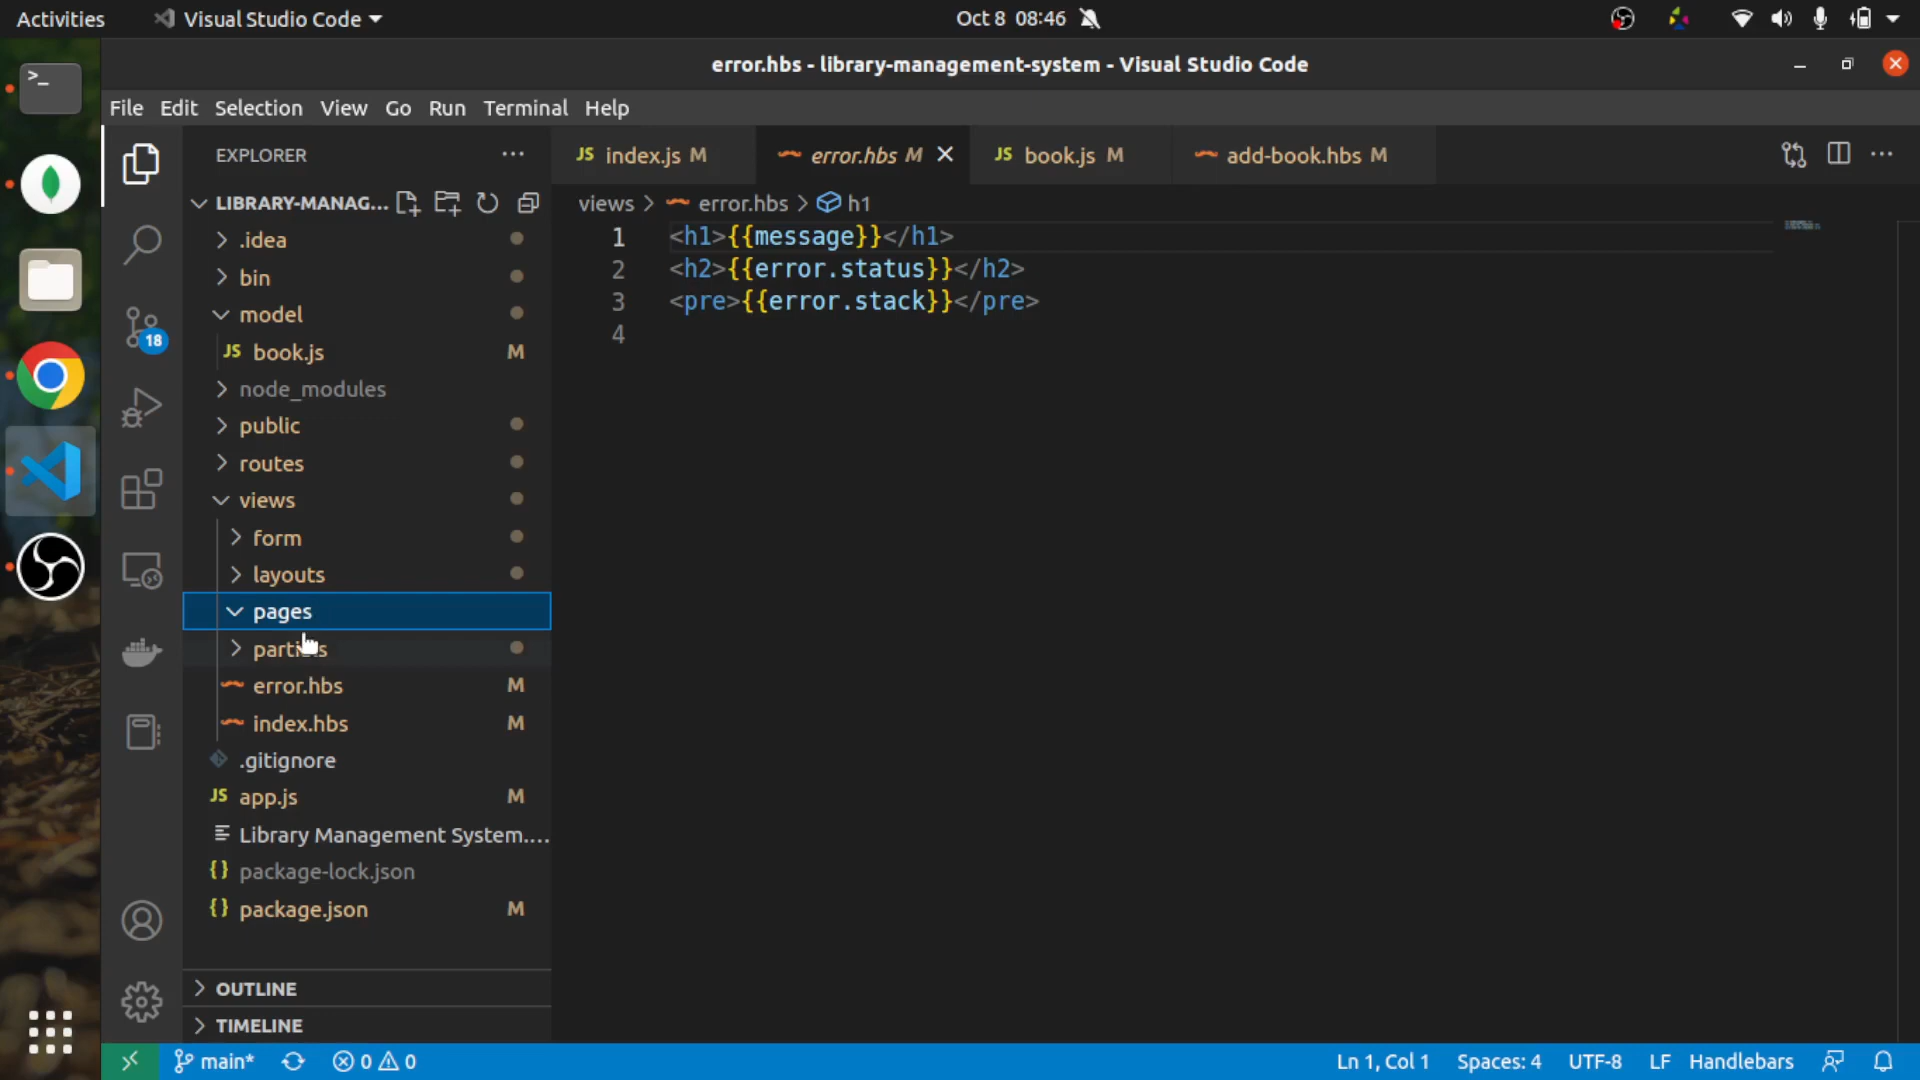 Activities
Visual Studio Code
Oct 8 08:46
error.hbs - library-management-system - Visual Studio Code
File Edit Selection View Go Run Terminal Help
EXPLORER
JS index.js M
error.hbs M
JS book.js M
add-book.hbs M
LIBRARY-MANAG...
views > error.hbs > h1
.idea
bin
model
JS book.js M
node_modules
public
routes
views
form
layouts
pages
error.hbs M
index.hbs M
.gitignore
JS app.js M
Library Management System....
{} package-lock.json
{} package.json M
OUTLINE
TIMELINE
18
1 <h1>{{message}}</h1>
2 <h2>{{error.status}}</h2>
3 <pre>{{error.stack}}</pre>
4
main* 0 0
Ln 1, Col 1 Spaces: 4 UTF-8 LF Handlebars